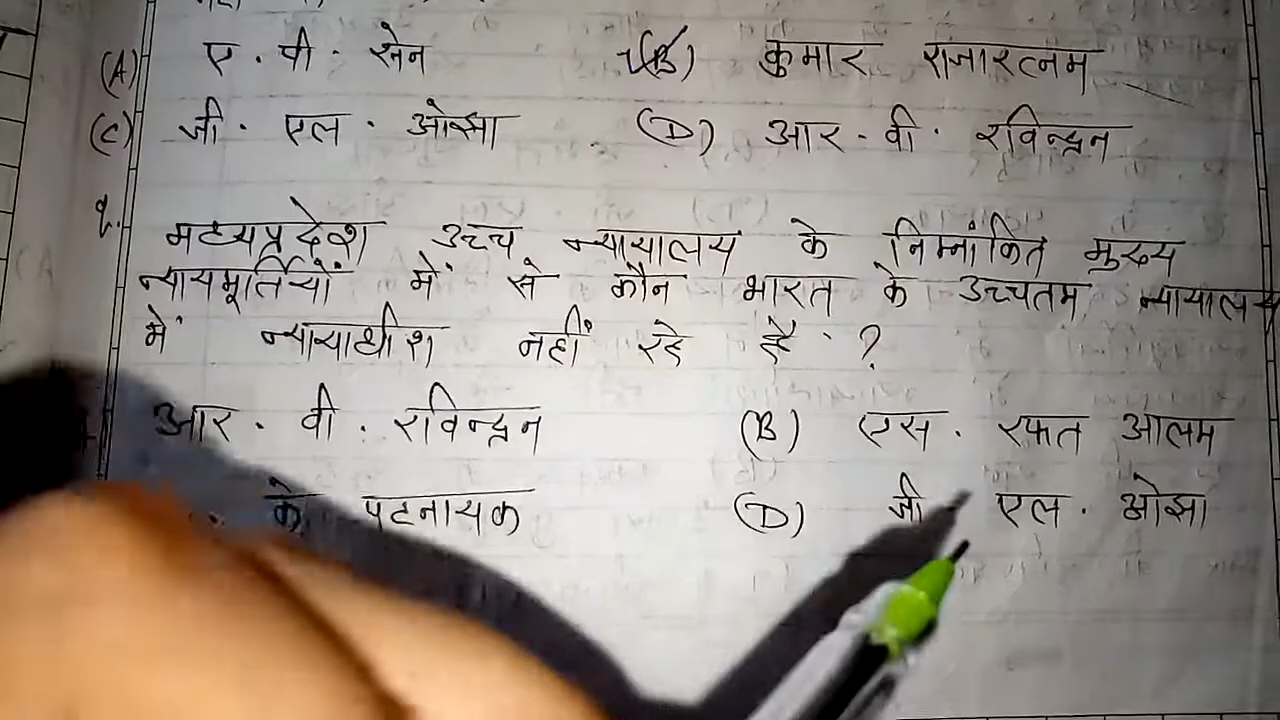 (A) ए. पी. सेन (B) कुमार राजारत्नम
(C) जी. एल. ओझा (D) आर. वी. रविन्द्रन
q. मध्यप्रदेश उच्च न्यायालय के निम्नांकित मुख्य
न्यायमूर्तियों में से कौन भारत के उच्चतम न्यायालय
में न्यायाधीश नहीं रहे है. ?
आर. वी. रविन्द्रन (B) एस. रफत आलम
के पटनायक (D) जी एल. ओझा